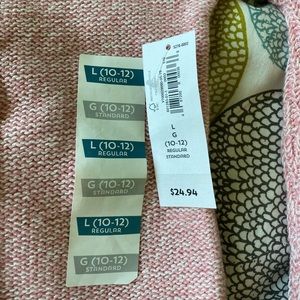 L (10-12)
REGULAR
G (10-12)
STANDARD
L (10-12)
REGULAR
G (10-12)
STANDARD
L (10-12)
REGULAR
G (10-12)
STANDARD
L
G
(10-12)
REGULAR
STANDARD
$24.94